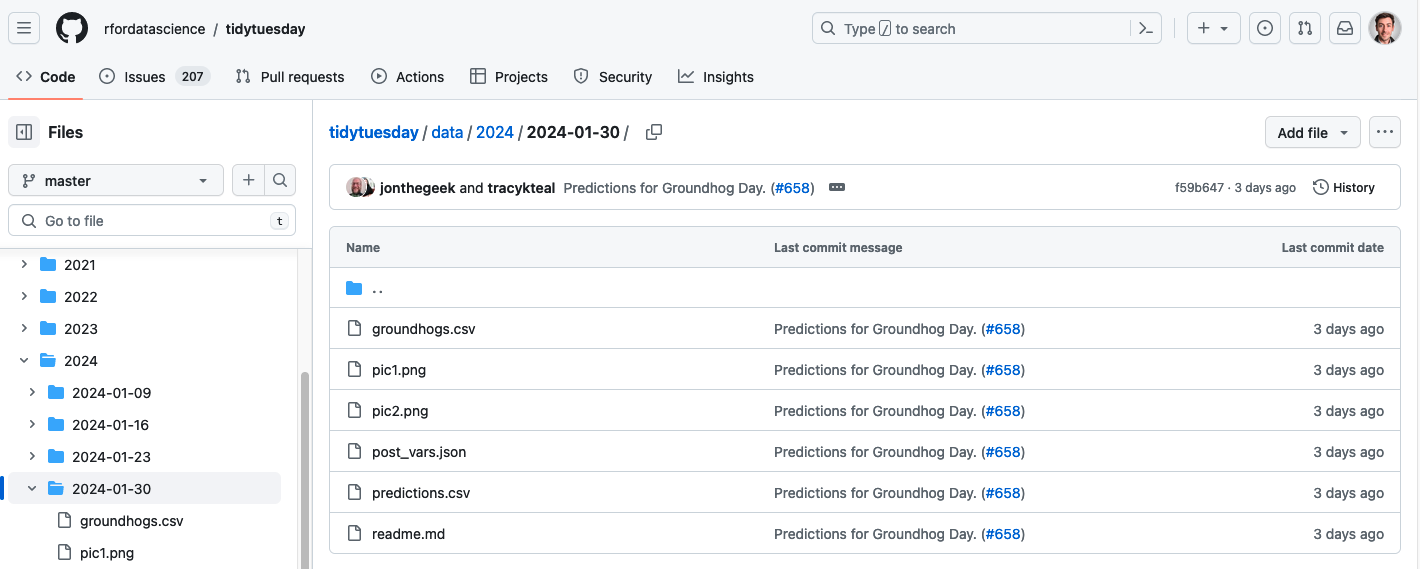 rfordatascience / tidytuesday
Type / to search
Code Issues 207 Pull requests Actions Projects Security Insights
Files
master
Go to file t
2021
2022
2023
2024
2024-01-09
2024-01-16
2024-01-23
2024-01-30
groundhogs.csv
pic1.png
tidytuesday / data / 2024 / 2024-01-30 /
Add file
jonthegeek and tracykteal Predictions for Groundhog Day. (#658) f59b647 · 3 days ago History
Name Last commit message Last commit date
..
groundhogs.csv Predictions for Groundhog Day. (#658) 3 days ago
pic1.png Predictions for Groundhog Day. (#658) 3 days ago
pic2.png Predictions for Groundhog Day. (#658) 3 days ago
post_vars.json Predictions for Groundhog Day. (#658) 3 days ago
predictions.csv Predictions for Groundhog Day. (#658) 3 days ago
readme.md Predictions for Groundhog Day. (#658) 3 days ago